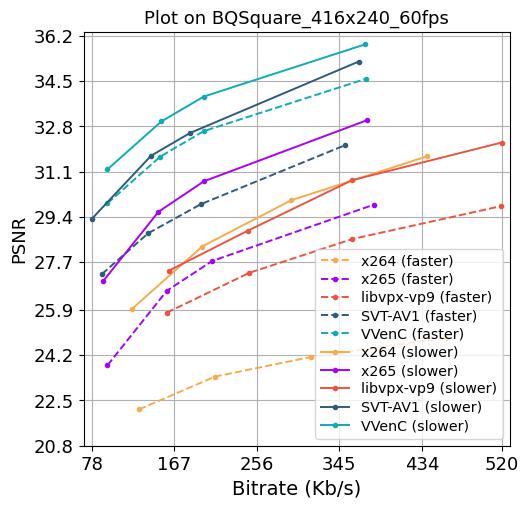 Plot on BQSquare_416x240_60fps
36.2
34.5
32.8
31.1
29.4
27.7
25.9
24.2
22.5
20.8
PSNR
x264 (faster)
x265 (faster)
libvpx-vp9 (faster)
SVT-AV1 (faster)
VVenC (faster)
x264 (slower)
x265 (slower)
libvpx-vp9 (slower)
SVT-AV1 (slower)
VVenC (slower)
78 167 256 345 434 520
Bitrate (Kb/s)